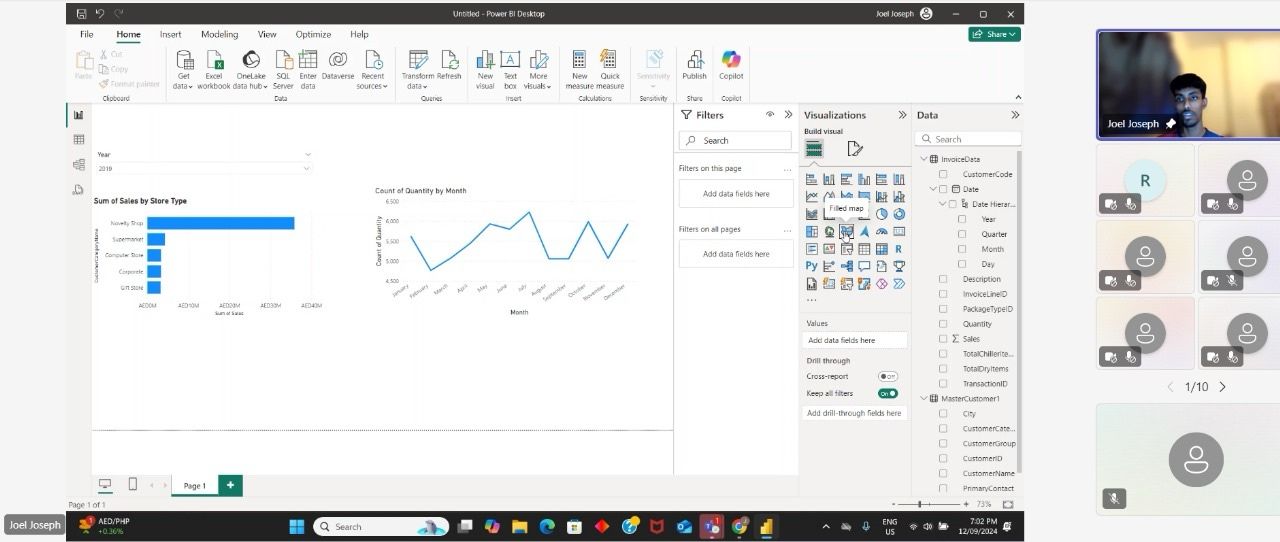 Untitled - Power BI Desktop
Joel Joseph
File Home Insert Modeling View Optimize Help
Share
Paste
Cut
Copy
Format painter
Clipboard
Get data
Excel workbook
OneLake data hub
SQL Server
Enter data
Dataverse
Recent sources
Data
Transform data
Refresh
Queries
New visual
Text box
More visuals
Insert
New measure
Quick measure
Calculations
Sensitivity
Sensitivity
Publish
Share
Copilot
Copilot
Year
2019
Sum of Sales by Store Type
Novelty Shop
Supermarket
Computer Store
Corporate
Gift Store
AED0M AED10M AED20M AED30M AED40M
Sum of Sales
Count of Quantity by Month
Count of Quantity
6,500
6,000
5,500
5,000
4,500
January February March April May June July August September October November December
Month
Filters
Search
Filters on this page
...
Add data fields here
Filters on all pages
...
Add data fields here
Visualizations
Build visual
Filled map
R
Py
...
Values
Add data fields here
Drill through
Cross-report
Off
Keep all filters
On
Add drill-through fields here
Data
Search
InvoiceData
CustomerCode
Date
Date Hierar...
Year
Quarter
Month
Day
Description
InvoiceLineID
PackageTypeID
Quantity
Sales
TotalChillerIte...
TotalDryItems
TransactionID
MasterCustomer1
City
CustomerCate...
CustomerGroup
CustomerID
CustomerName
PrimaryContact
Page 1
Page 1 of 1
73%
Joel Joseph
AED/PHP
+0.36%
Search
ENG
US
7:02 PM
12/09/2024
Joel Joseph
R
1/10